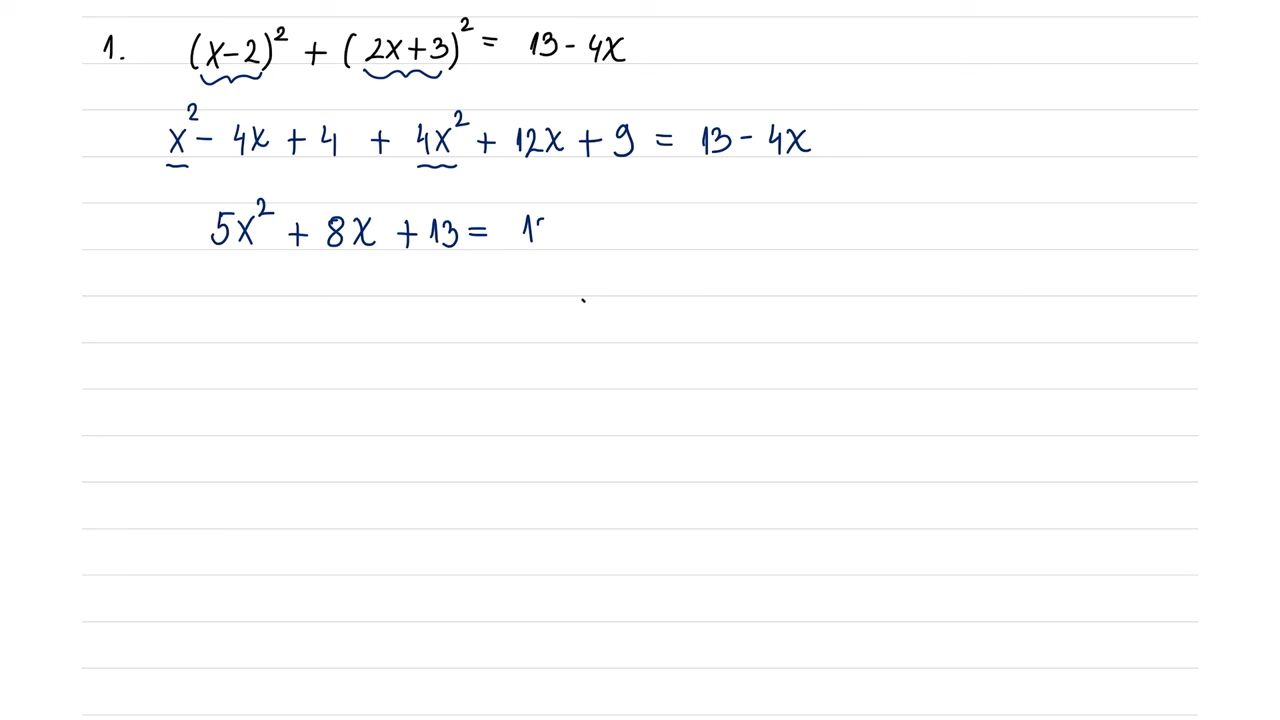 1. (x-2)² + (2x+3)² = 13 - 4x
x² - 4x + 4 + 4x² + 12x + 9 = 13 - 4x
5x² + 8x + 13 = 1